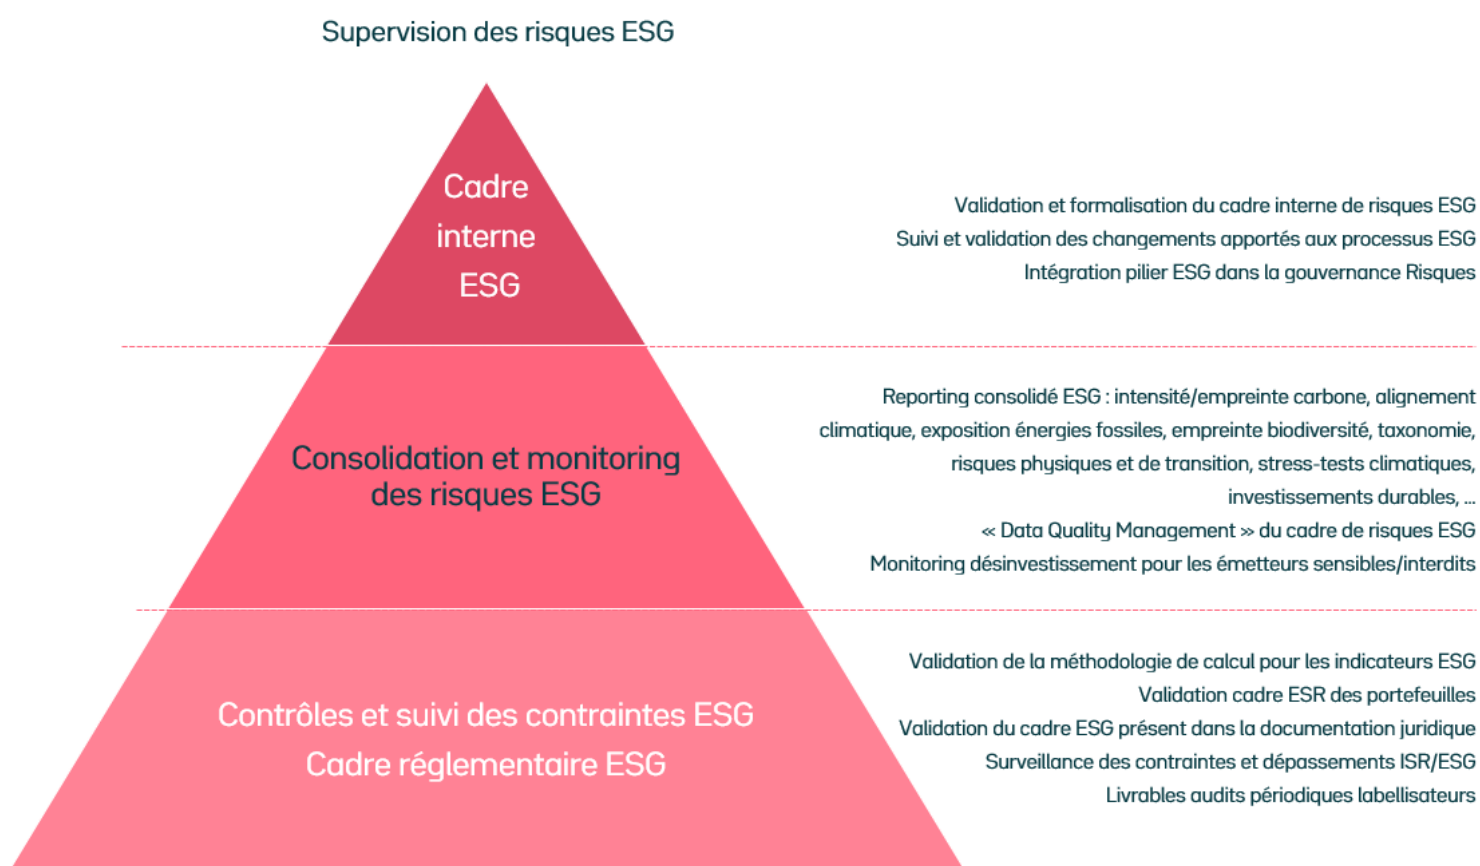 Supervision des risques ESG
Cadre
interne
ESG
Validation et formalisation du cadre interne de risques ESG
Suivi et validation des changements apportés aux processus ESG
Intégration pilier ESG dans la gouvernance Risques
Consolidation et monitoring
des risques ESG
Reporting consolidé ESG : intensité/empreinte carbone, alignement
climatique, exposition énergies fossiles, empreinte biodiversité, taxonomie,
risques physiques et de transition, stress-tests climatiques,
investissements durables, ...
« Data Quality Management » du cadre de risques ESG
Monitoring désinvestissement pour les émetteurs sensibles/interdits
Contrôles et suivi des contraintes ESG
Cadre réglementaire ESG
Validation de la méthodologie de calcul pour les indicateurs ESG
Validation cadre ESR des portefeuilles
Validation du cadre ESG présent dans la documentation juridique
Surveillance des contraintes et dépassements ISR/ESG
Livrables audits périodiques labellisateurs